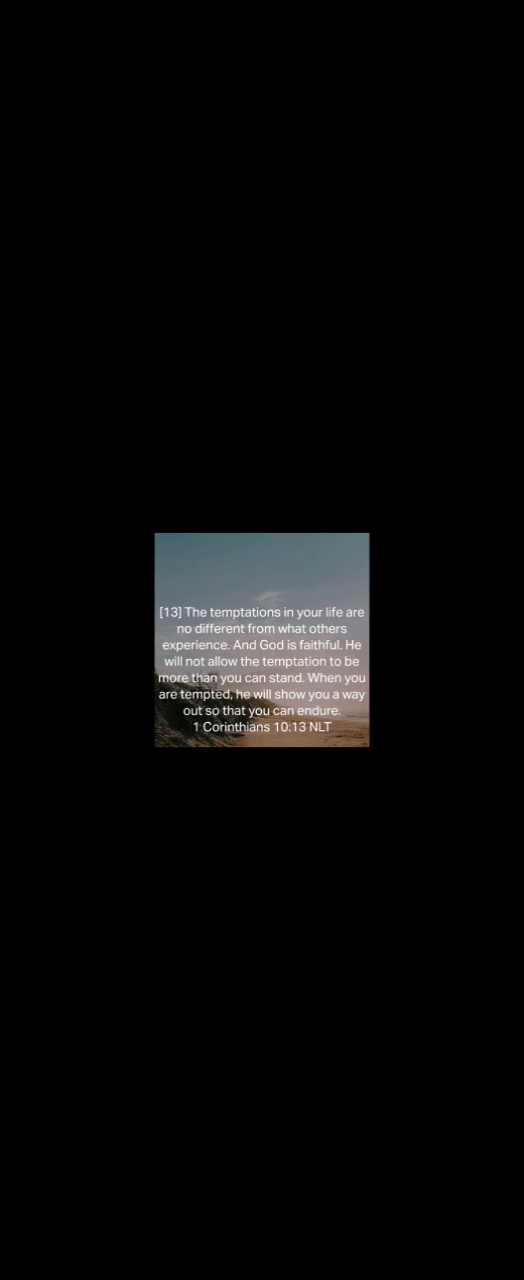 [13] The temptations in your life are
no different from what others
experience. And God is faithful. He
will not allow the temptation to be
more than you can stand. When you
are tempted, he will show you a way
out so that you can endure.
1 Corinthians 10:13 NLT